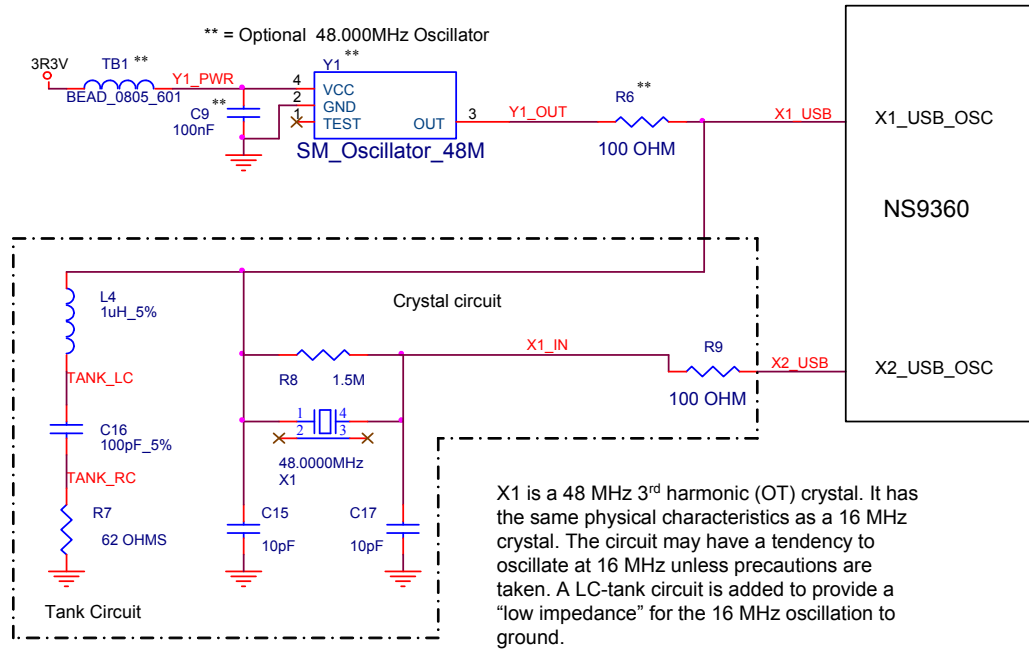 ** = Optional 48.000MHz Oscillator
3R3V
TB1 **
BEAD_0805_601
Y1_PWR
C9 **
100nF
Y1 **
4
VCC
2
GND
1
TEST
OUT
3
SM_Oscillator_48M
Y1_OUT
R6 **
100 OHM
X1_USB
X1_USB_OSC
NS9360
X2_USB_OSC
Crystal circuit
L4
1uH_5%
TANK_LC
C16
100pF_5%
TANK_RC
R7
62 OHMS
Tank Circuit
R8
1.5M
X1_IN
R9
100 OHM
X2_USB
1
2
4
3
48.0000MHz
X1
C15
10pF
C17
10pF
X1 is a 48 MHz 3rd harmonic (OT) crystal. It has
the same physical characteristics as a 16 MHz
crystal. The circuit may have a tendency to
oscillate at 16 MHz unless precautions are
taken. A LC-tank circuit is added to provide a
“low impedance” for the 16 MHz oscillation to
ground.